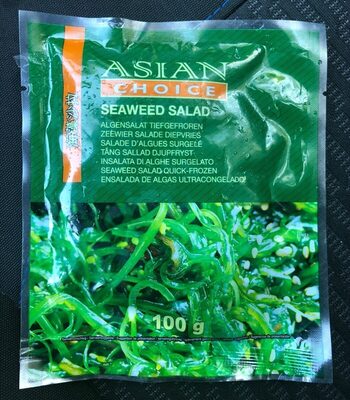 ASIAN
CHOICE
SEAWEED SALAD
ALGENSALAT TIEFGEFROREN
ZEEWIER SALADE DIEPVRIES
SALADE D'ALGUES SURGELÉ
TÅNG SALLAD DJUPFRYST
INSALATA DI ALGHE SURGELATO
SEAWEED SALAD QUICK-FROZEN
ENSALADA DE ALGAS ULTRACONGELADO
100 g